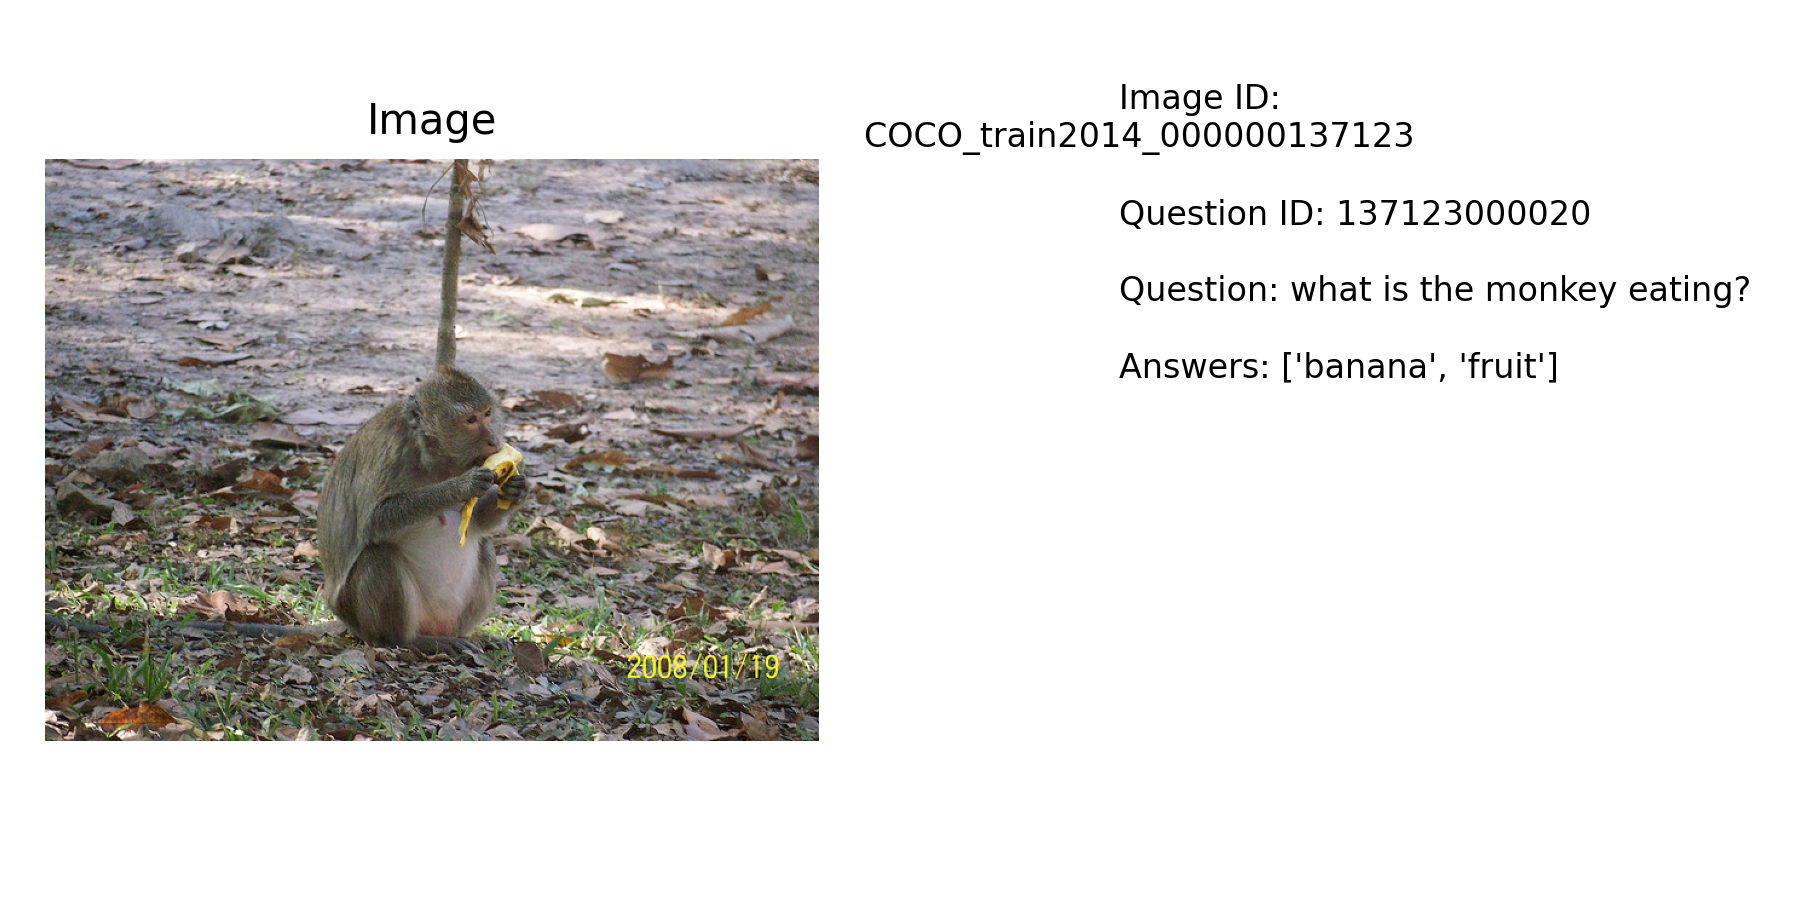 Image
2008/01/19
Image ID:
COCO_train2014_000000137123
Question ID: 137123000020
Question: what is the monkey eating?
Answers: ['banana', 'fruit']